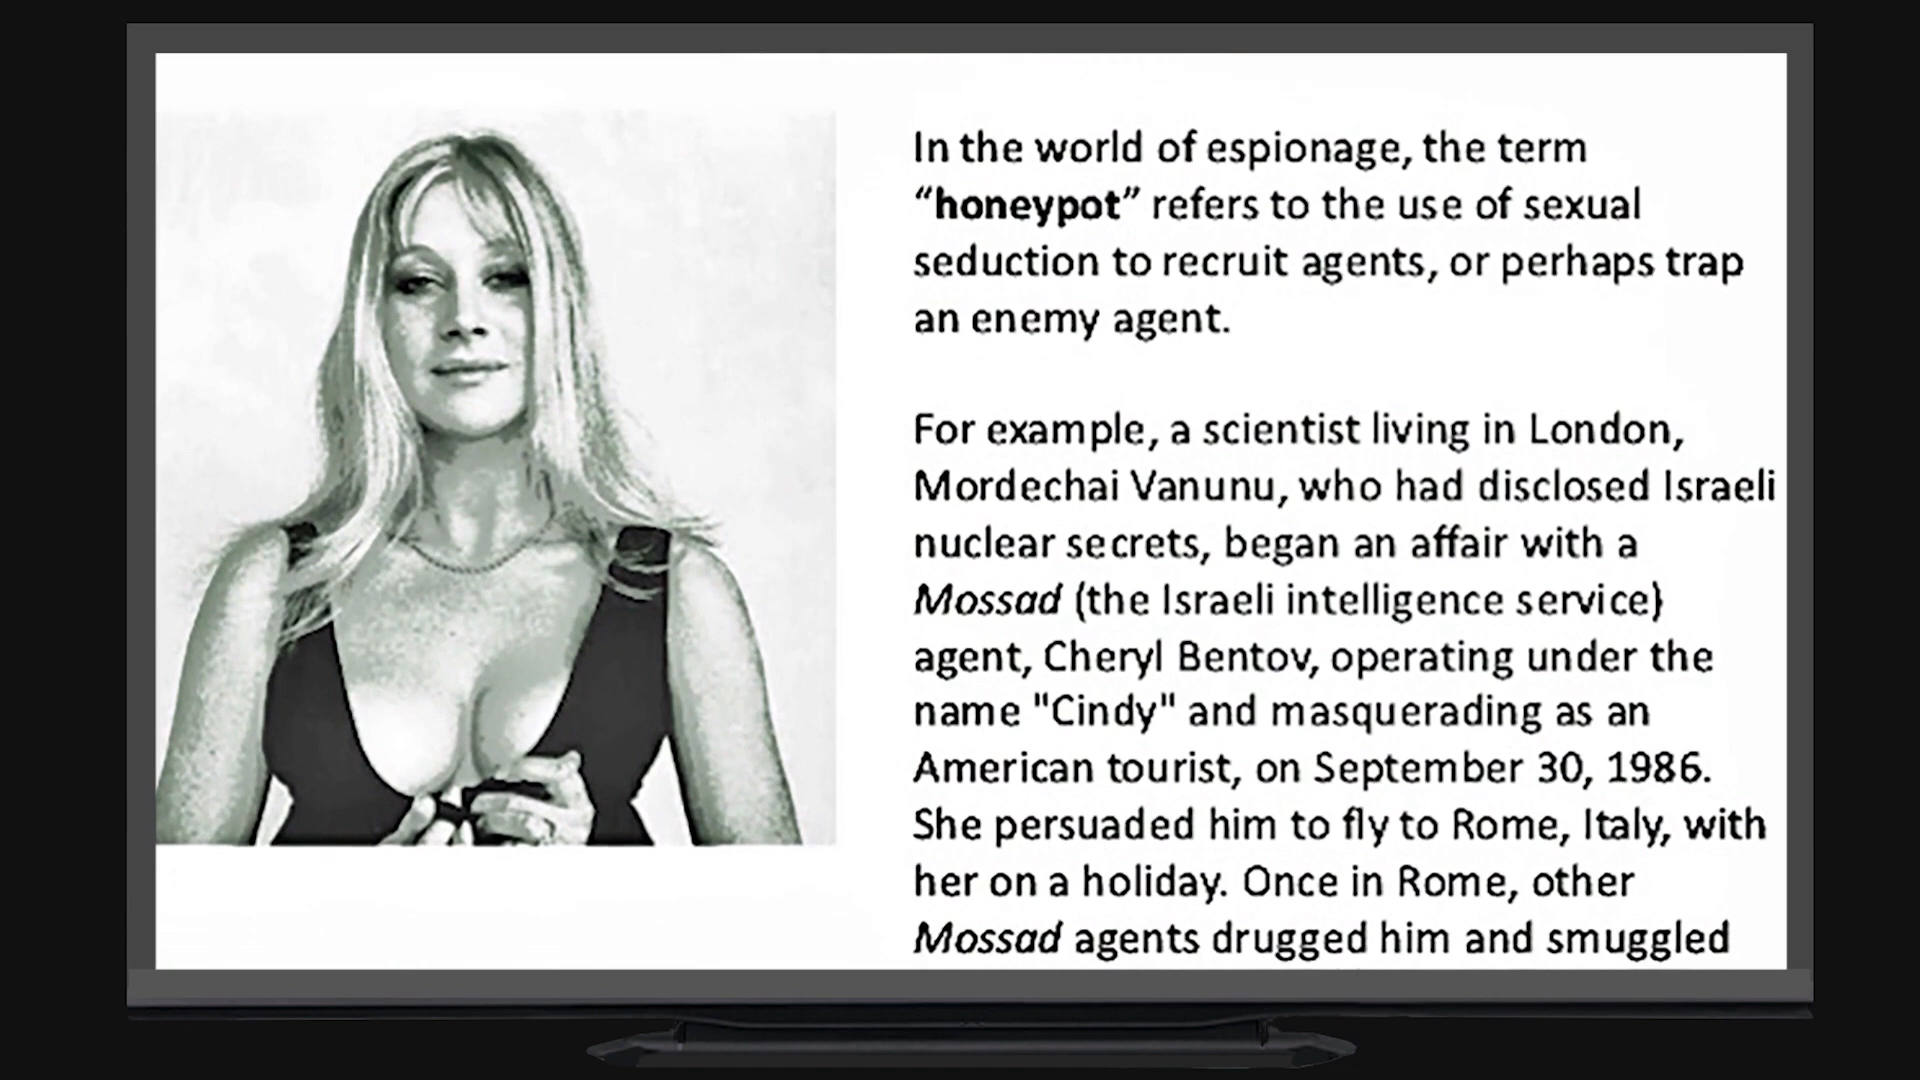 In the world of espionage, the term
“honeypot” refers to the use of sexual
seduction to recruit agents, or perhaps trap
an enemy agent.
For example, a scientist living in London,
Mordechai Vanunu, who had disclosed Israeli
nuclear secrets, began an affair with a
Mossad (the Israeli intelligence service)
agent, Cheryl Bentov, operating under the
name "Cindy" and masquerading as an
American tourist, on September 30, 1986.
She persuaded him to fly to Rome, Italy, with
her on a holiday. Once in Rome, other
Mossad agents drugged him and smuggled